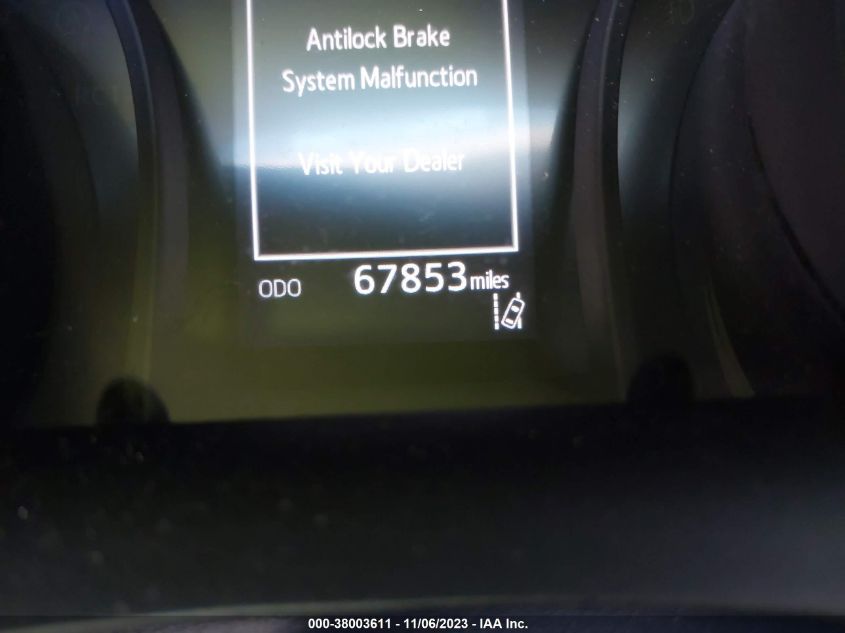 Antilock Brake
System Malfunction
Visit Your Dealer
ODO 67853 miles
000-38003611 - 11/06/2023 - IAA Inc.